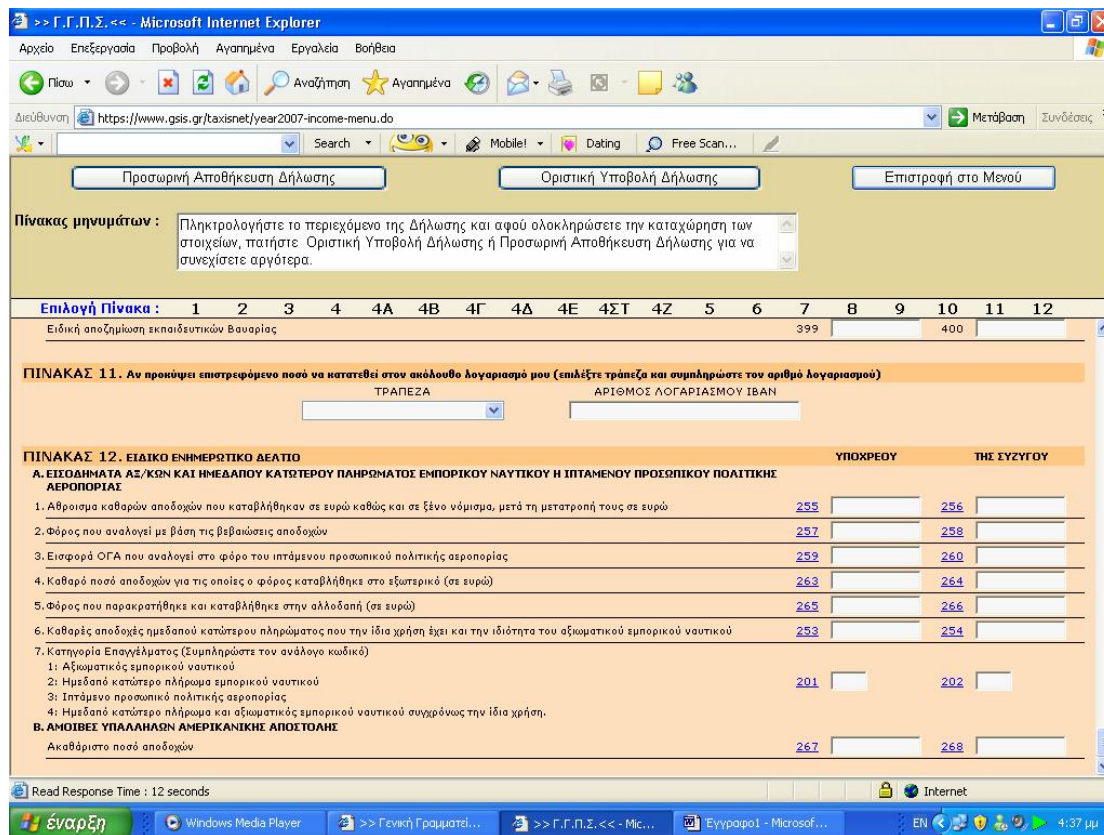 >> Γ.Γ.Π.Σ. << - Microsoft Internet Explorer
Αρχείο Επεξεργασία Προβολή Αγαπημένα Εργαλεία Βοήθεια
Πίσω Αναζήτηση Αγαπημένα
Διεύθυνση https://www.gsis.gr/taxisnet/year2007-income-menu.do Μετάβαση Συνδέσεις
Search Mobile! Dating Free Scan...
Προσωρινή Αποθήκευση Δήλωσης Οριστική Υποβολή Δήλωσης Επιστροφή στο Μενού
Πίνακας μηνυμάτων : Πληκτρολογήστε το περιεχόμενο της Δήλωσης και αφού ολοκληρώσετε την καταχώρηση των
στοιχείων, πατήστε Οριστική Υποβολή Δήλωσης ή Προσωρινή Αποθήκευση Δήλωσης για να
συνεχίσετε αργότερα.
Επιλογή Πίνακα : 1 2 3 4 4Α 4Β 4Γ 4Δ 4Ε 4ΣΤ 4Ζ 5 6 7 8 9 10 11 12
Ειδική αποζημίωση εκπαιδευτικών Βαυαρίας 399 400
ΠΙΝΑΚΑΣ 11. Αν προκύψει επιστρεφόμενο ποσό να κατατεθεί στον ακόλουθο λογαριασμό μου (επιλέξτε τράπεζα και συμπληρώστε τον αριθμό λογαριασμού)
ΤΡΑΠΕΖΑ ΑΡΙΘΜΟΣ ΛΟΓΑΡΙΑΣΜΟΥ ΙΒΑΝ
ΠΙΝΑΚΑΣ 12. ΕΙΔΙΚΟ ΕΝΗΜΕΡΩΤΙΚΟ ΔΕΛΤΙΟ ΥΠΟΧΡΕΟΥ ΤΗΣ ΣΥΖΥΓΟΥ
Α. ΕΙΣΟΔΗΜΑΤΑ ΑΞ/ΚΩΝ ΚΑΙ ΗΜΕΔΑΠΟΥ ΚΑΤΩΤΕΡΟΥ ΠΛΗΡΩΜΑΤΟΣ ΕΜΠΟΡΙΚΟΥ ΝΑΥΤΙΚΟΥ Η ΙΠΤΑΜΕΝΟΥ ΠΡΟΣΩΠΙΚΟΥ ΠΟΛΙΤΙΚΗΣ
ΑΕΡΟΠΟΡΙΑΣ
1. Αθροισμα καθαρών αποδοχών που καταβλήθηκαν σε ευρώ καθώς και σε ξένο νόμισμα, μετά τη μετατροπή τους σε ευρώ 255 256
2. Φόρος που αναλογεί με βάση τις βεβαιώσεις αποδοχών 257 258
3. Εισφορά ΟΓΑ που αναλογεί στο φόρο του ιπτάμενου προσωπικού πολιτικής αεροπορίας 259 260
4. Καθαρό ποσό αποδοχών για τις οποίες ο φόρος καταβλήθηκε στο εξωτερικό (σε ευρώ) 263 264
5. Φόρος που παρακρατήθηκε και καταβλήθηκε στην αλλοδαπή (σε ευρώ) 265 266
6. Καθαρές αποδοχές ημεδαπού κατώτερου πληρώματος που την ίδια χρήση έχει και την ιδιότητα του αξιωματικού εμπορικού ναυτικού 253 254
7. Κατηγορία Επαγγέλματος (Συμπληρώστε τον ανάλογο κωδικό)
1: Αξιωματικός εμπορικού ναυτικού
2: Ημεδαπό κατώτερο πλήρωμα εμπορικού ναυτικού 201 202
3: Ιπτάμενο προσωπικό πολιτικής αεροπορίας
4: Ημεδαπό κατώτερο πλήρωμα και αξιωματικός εμπορικού ναυτικού συγχρόνως την ίδια χρήση.
Β. ΑΜΟΙΒΕΣ ΥΠΑΛΛΗΛΩΝ ΑΜΕΡΙΚΑΝΙΚΗΣ ΑΠΟΣΤΟΛΗΣ
Ακαθάριστο ποσό αποδοχών 267 268
Read Response Time : 12 seconds Internet
έναρξη Windows Media Player >> Γενική Γραμματεί... >> Γ.Γ.Π.Σ. << - Mic... Έγγραφο1 - Microsof... EN 4:37 μμ